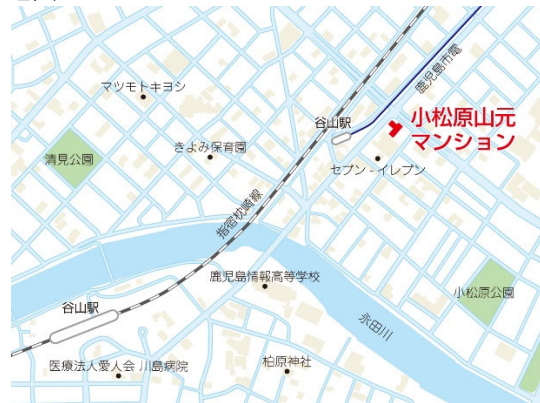 マツモトキヨシ
鹿児島市電
谷山駅
小松原山元
マンション
きよみ保育園
清見公園
セブン - イレブン
指宿枕崎線
鹿児島情報高等学校
小松原公園
谷山駅
永田川
医療法人愛人会 川島病院
柏原神社